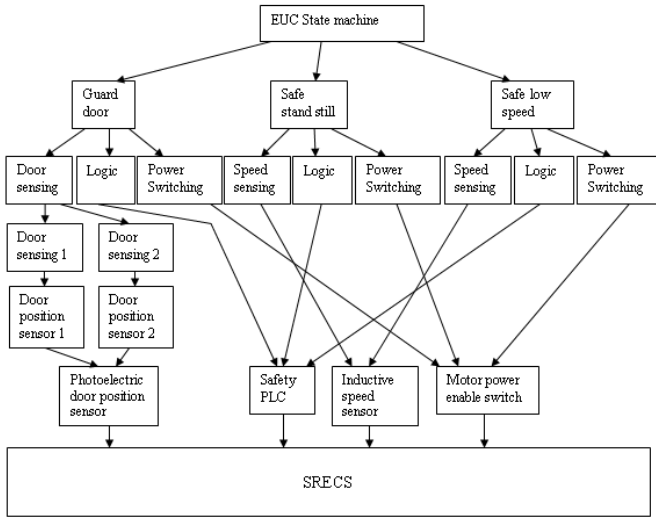 EUC State machine
Guard
door
Safe
stand still
Safe low
speed
Door
sensing
Logic
Power
Switching
Speed
sensing
Logic
Power
Switching
Speed
sensing
Logic
Power
Switching
Door
sensing 1
Door
sensing 2
Door
position
sensor 1
Door
position
sensor 2
Photoelectric
door position
sensor
Safety
PLC
Inductive
speed
sensor
Motor power
enable switch
SRECS